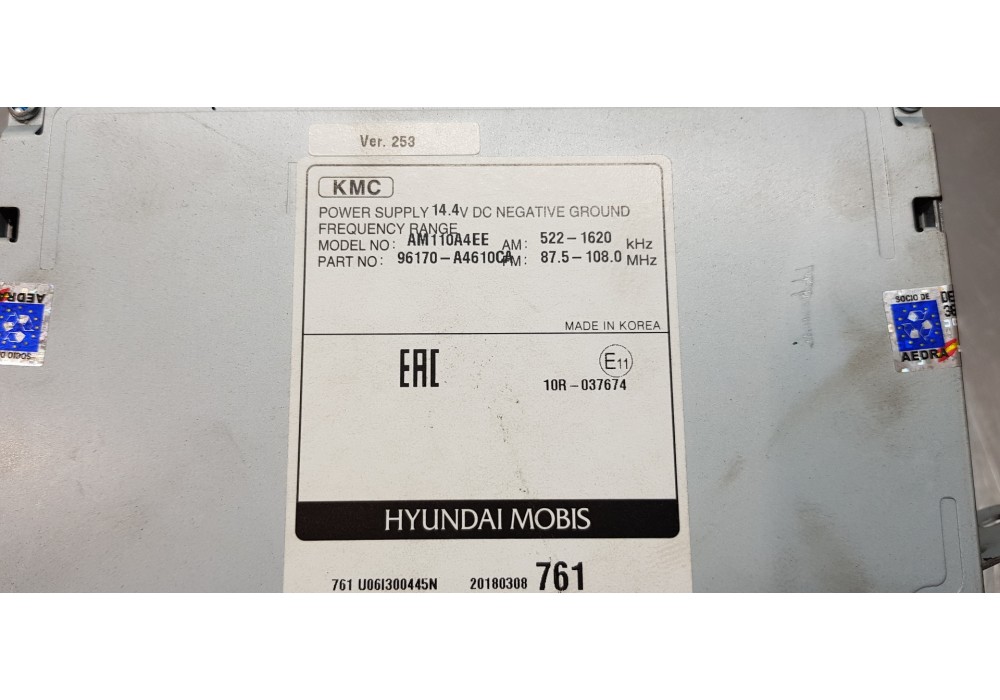 Ver. 253
KMC
POWER SUPPLY 14.4V DC NEGATIVE GROUND
FREQUENCY RANGE
MODEL NO: AM110A4EE AM: 522-1620 kHz
PART NO: 96170-A4610CA FM: 87.5-108.0 MHz
MADE IN KOREA
EAC
E11
10R-037674
HYUNDAI MOBIS
761 U06I300445N 20180308 761
AEDRA
SOCIO DE
SOCIO DE
AEDRA